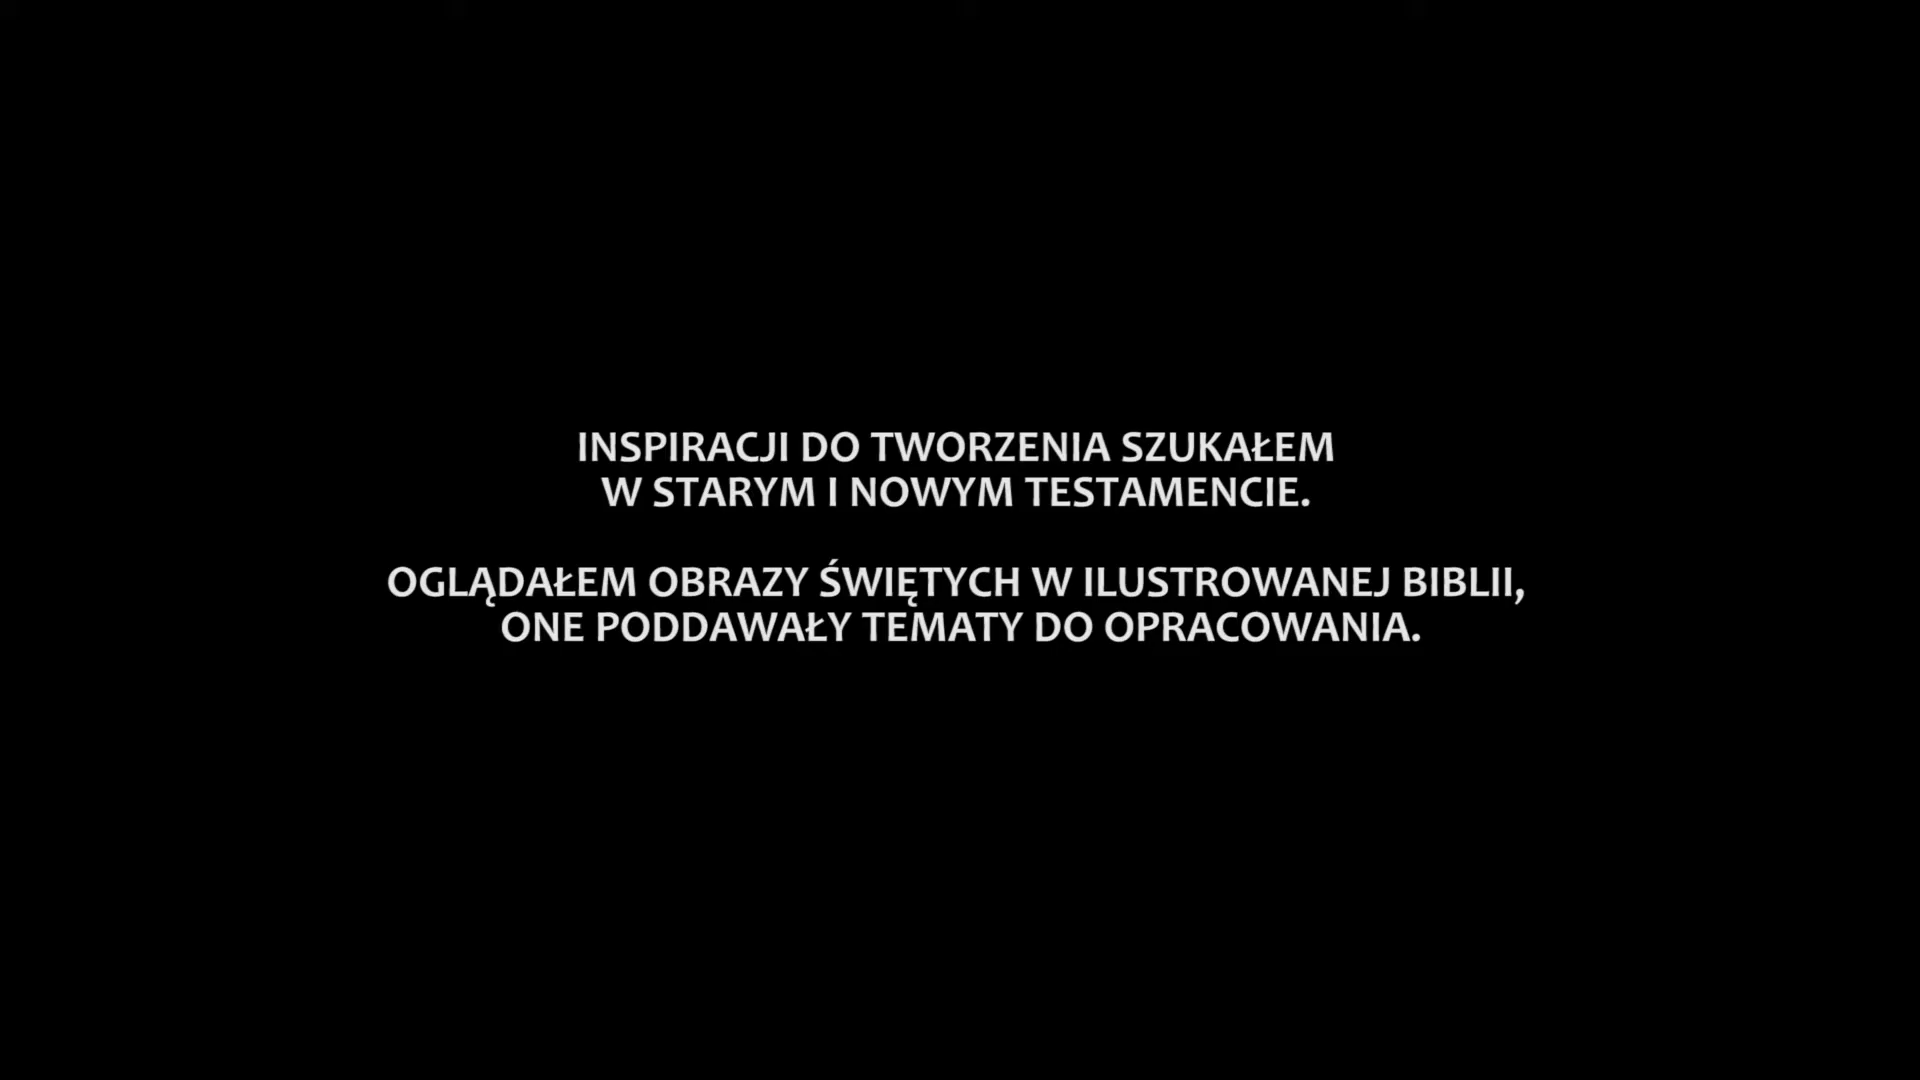 INSPIRACJI DO TWORZENIA SZUKAŁEM
W STARYM I NOWYM TESTAMENCIE.
OGLĄDAŁEM OBRAZY ŚWIĘTYCH W ILUSTROWANEJ BIBLII,
ONE PODDAWAŁY TEMATY DO OPRACOWANIA.